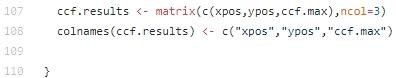 107 ccf.results <- matrix(c(xpos,ypos,ccf.max),ncol=3)
108 colnames(ccf.results) <- c("xpos","ypos","ccf.max")
109
110 }